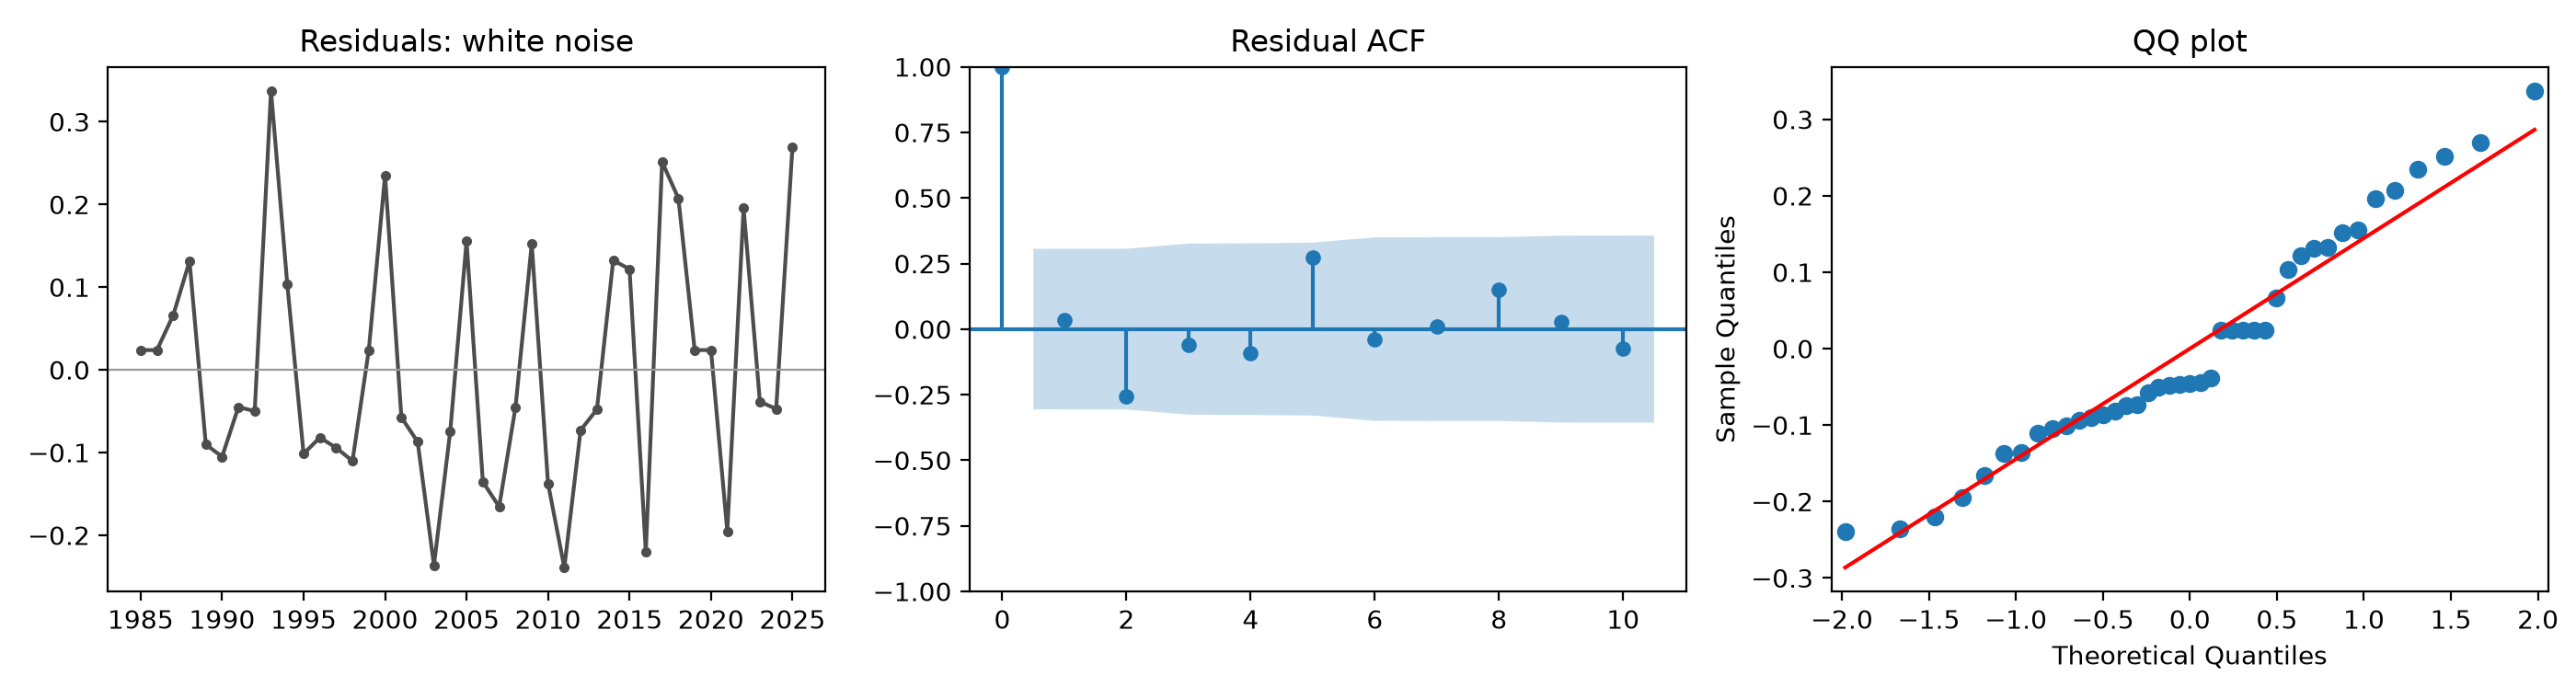 Residuals: white noise
0.3
0.2
0.1
0.0
−0.1
−0.2
1985 1990 1995 2000 2005 2010 2015 2020 2025
Residual ACF
1.00
0.75
0.50
0.25
0.00
−0.25
−0.50
−0.75
−1.00
0 2 4 6 8 10
QQ plot
Sample Quantiles
0.3
0.2
0.1
0.0
−0.1
−0.2
−0.3
−2.0 −1.5 −1.0 −0.5 0.0 0.5 1.0 1.5 2.0
Theoretical Quantiles